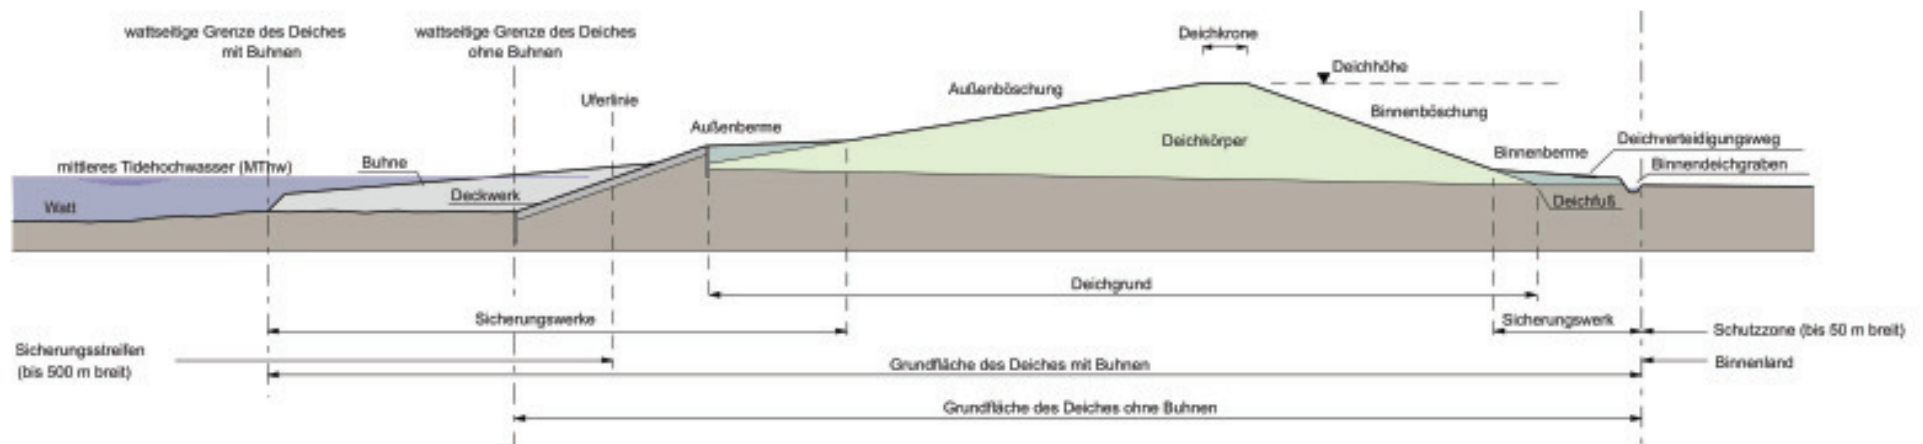 wattseitige Grenze des Deiches
mit Buhnen
wattseitige Grenze des Deiches
ohne Buhnen
Deichkrone
Deichhöhe
Uferlinie
Außenböschung
Binnenböschung
Außenberme
Deichkörper
Deichverteidigungsweg
Binnenberme
Binnendeichgraben
mittleres Tidehochwasser (MThw)
Buhne
Deckwerk
Watt
Deichfuß
Deichgrund
Sicherungswerke
Sicherungswerk
Schutzzone (bis 50 m breit)
Sicherungsstreifen
(bis 500 m breit)
Grundfläche des Deiches mit Buhnen
Binnenland
Grundfläche des Deiches ohne Buhnen